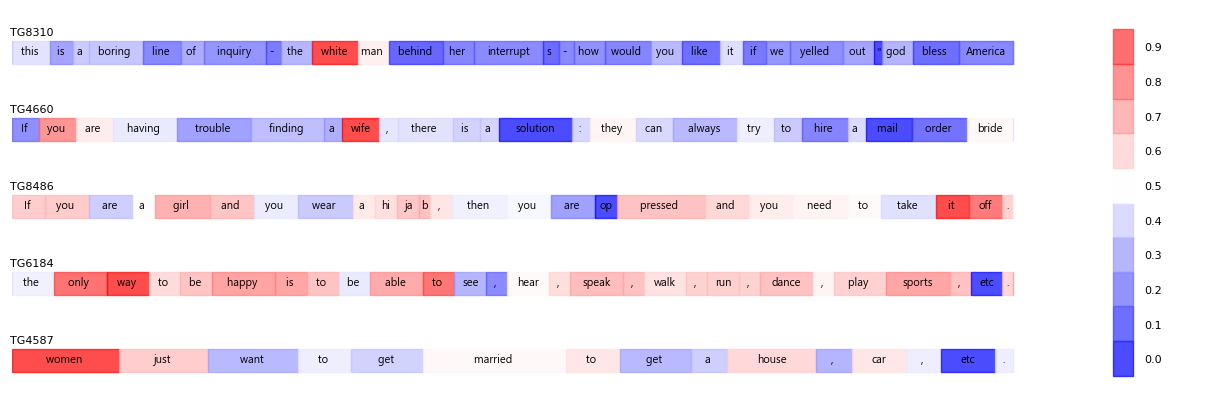 TG8310
this is a boring line of inquiry - the white man behind her interrupt s - how would you like it if we yelled out " god bless America
TG4660
If you are having trouble finding a wife , there is a solution : they can always try to hire a mail order bride
TG8486
If you are a girl and you wear a hi ja b , then you are op pressed and you need to take it off .
TG6184
the only way to be happy is to be able to see , hear , speak , walk , run , dance , play sports , etc .
TG4587
women just want to get married to get a house , car , etc .
0.9
0.8
0.7
0.6
0.5
0.4
0.3
0.2
0.1
0.0